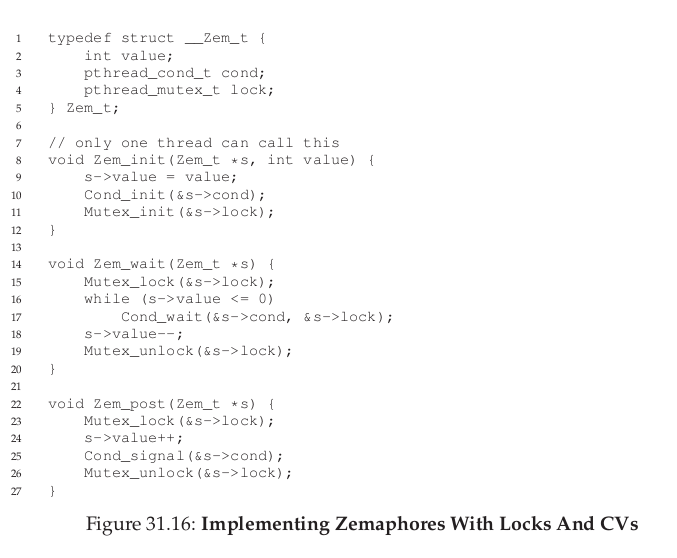 1 typedef struct __Zem_t {
2 int value;
3 pthread_cond_t cond;
4 pthread_mutex_t lock;
5 } Zem_t;
6
7 // only one thread can call this
8 void Zem_init(Zem_t *s, int value) {
9 s->value = value;
10 Cond_init(&s->cond);
11 Mutex_init(&s->lock);
12 }
13
14 void Zem_wait(Zem_t *s) {
15 Mutex_lock(&s->lock);
16 while (s->value <= 0)
17 Cond_wait(&s->cond, &s->lock);
18 s->value--;
19 Mutex_unlock(&s->lock);
20 }
21
22 void Zem_post(Zem_t *s) {
23 Mutex_lock(&s->lock);
24 s->value++;
25 Cond_signal(&s->cond);
26 Mutex_unlock(&s->lock);
27 }
Figure 31.16: Implementing Zemaphores With Locks And CVs